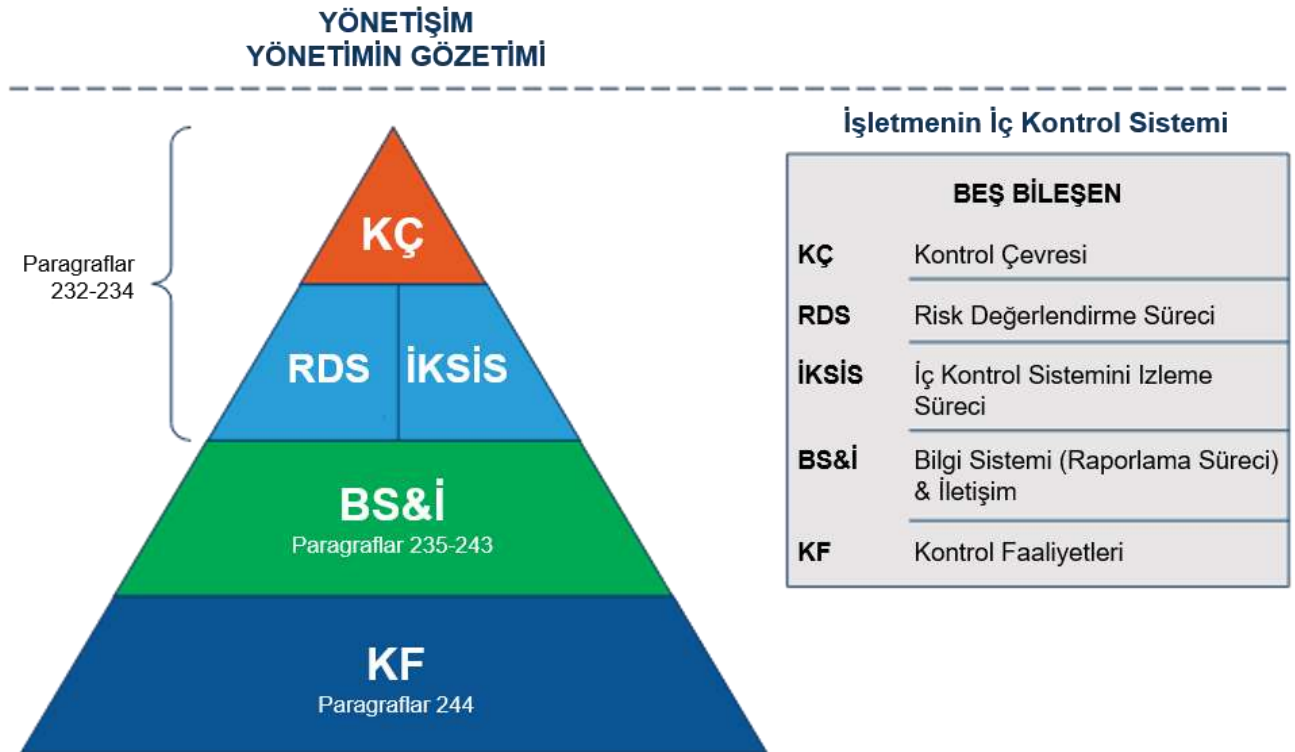 YÖNETİŞİM
YÖNETİMİN GÖZETİMİ
İşletmenin İç Kontrol Sistemi
Paragraflar
232-234
KÇ
RDS
İKSİS
BS&İ
Paragraflar 235-243
KF
Paragraflar 244
BEŞ BİLEŞEN
KÇ Kontrol Çevresi
RDS Risk Değerlendirme Süreci
İKSİS İç Kontrol Sistemini Izleme
Süreci
BS&İ Bilgi Sistemi (Raporlama Süreci)
& İletişim
KF Kontrol Faaliyetleri